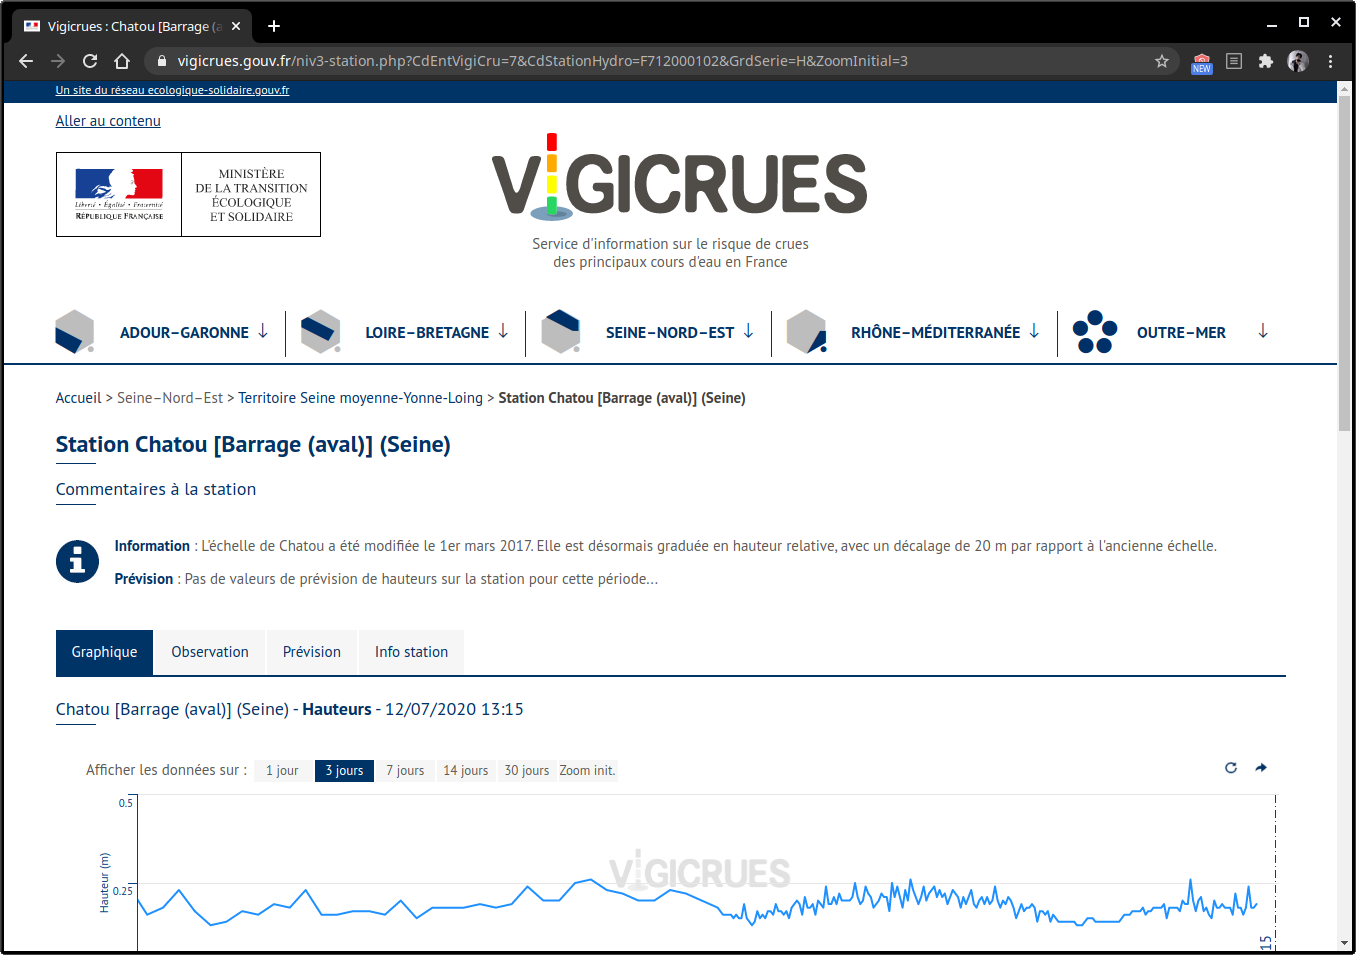 Vigicrues : Chatou [Barrage (a
vigicrues.gouv.fr/niv3-station.php?CdEntVigiCru=7&CdStationHydro=F712000102&GrdSerie=H&ZoomInitial=3
NEW
Un site du réseau ecologique-solidaire.gouv.fr
Aller au contenu
Liberté • Égalité • Fraternité
RÉPUBLIQUE FRANÇAISE
MINISTÈRE
DE LA TRANSITION
ÉCOLOGIQUE
ET SOLIDAIRE
VIGICRUES
Service d'information sur le risque de crues
des principaux cours d'eau en France
ADOUR–GARONNE ↓
LOIRE–BRETAGNE ↓
SEINE–NORD–EST ↓
RHÔNE–MÉDITERRANÉE ↓
OUTRE–MER ↓
Accueil > Seine–Nord–Est > Territoire Seine moyenne-Yonne-Loing > Station Chatou [Barrage (aval)] (Seine)
Station Chatou [Barrage (aval)] (Seine)
Commentaires à la station
Information : L'échelle de Chatou a été modifiée le 1er mars 2017. Elle est désormais graduée en hauteur relative, avec un décalage de 20 m par rapport à l'ancienne échelle.
Prévision : Pas de valeurs de prévision de hauteurs sur la station pour cette période...
Graphique Observation Prévision Info station
Chatou [Barrage (aval)] (Seine) - Hauteurs - 12/07/2020 13:15
Afficher les données sur : 1 jour 3 jours 7 jours 14 jours 30 jours Zoom init.
0.5
VIGICRUES
Hauteur (m)
0.25
15